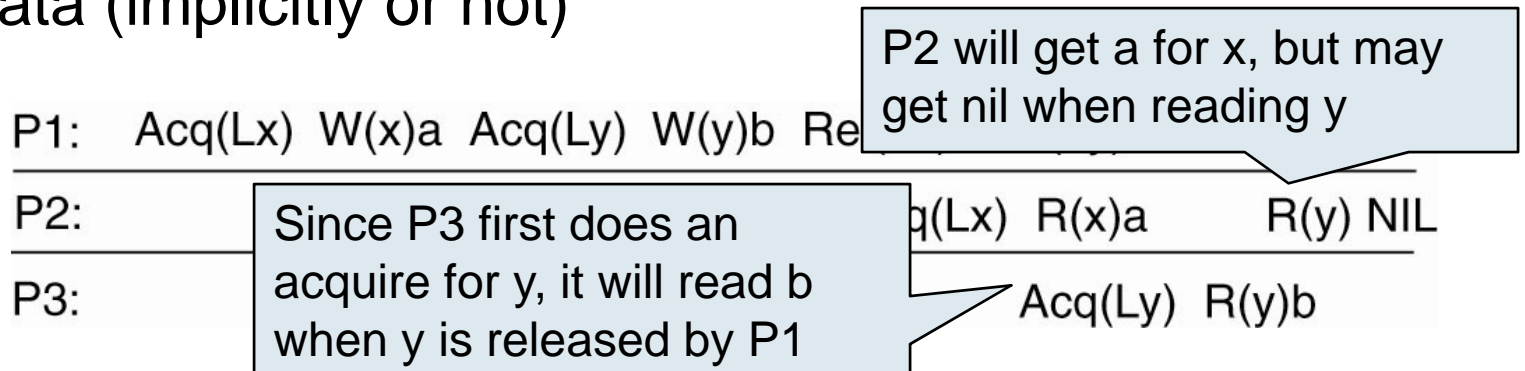 ata (implicitly or not)
P2 will get a for x, but may
get nil when reading y
P1: Acq(Lx) W(x)a Acq(Ly) W(y)b Re
P2:
Since P3 first does an
acquire for y, it will read b
when y is released by P1
q(Lx) R(x)a R(y) NIL
P3:
Acq(Ly) R(y)b